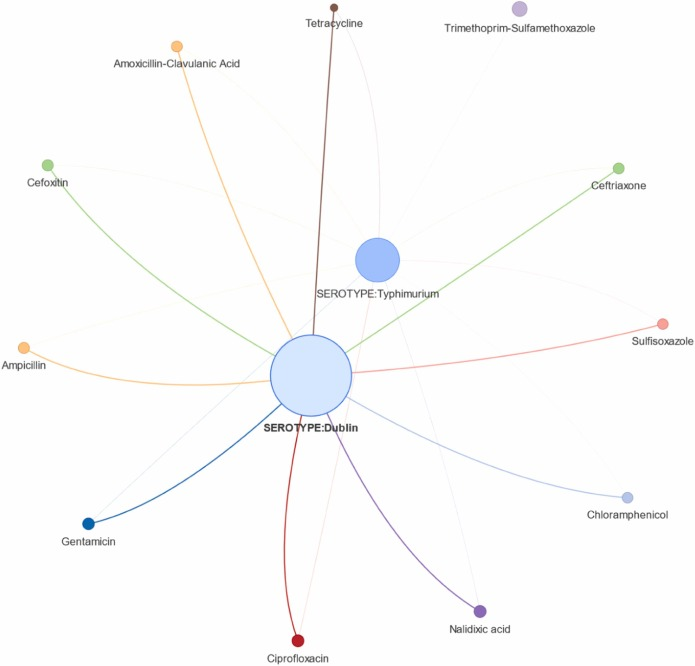 Tetracycline
Trimethoprim-Sulfamethoxazole
Amoxicillin-Clavulanic Acid
Cefoxitin
Ceftriaxone
SEROTYPE:Typhimurium
Sulfisoxazole
Ampicillin
SEROTYPE:Dublin
Chloramphenicol
Gentamicin
Nalidixic acid
Ciprofloxacin